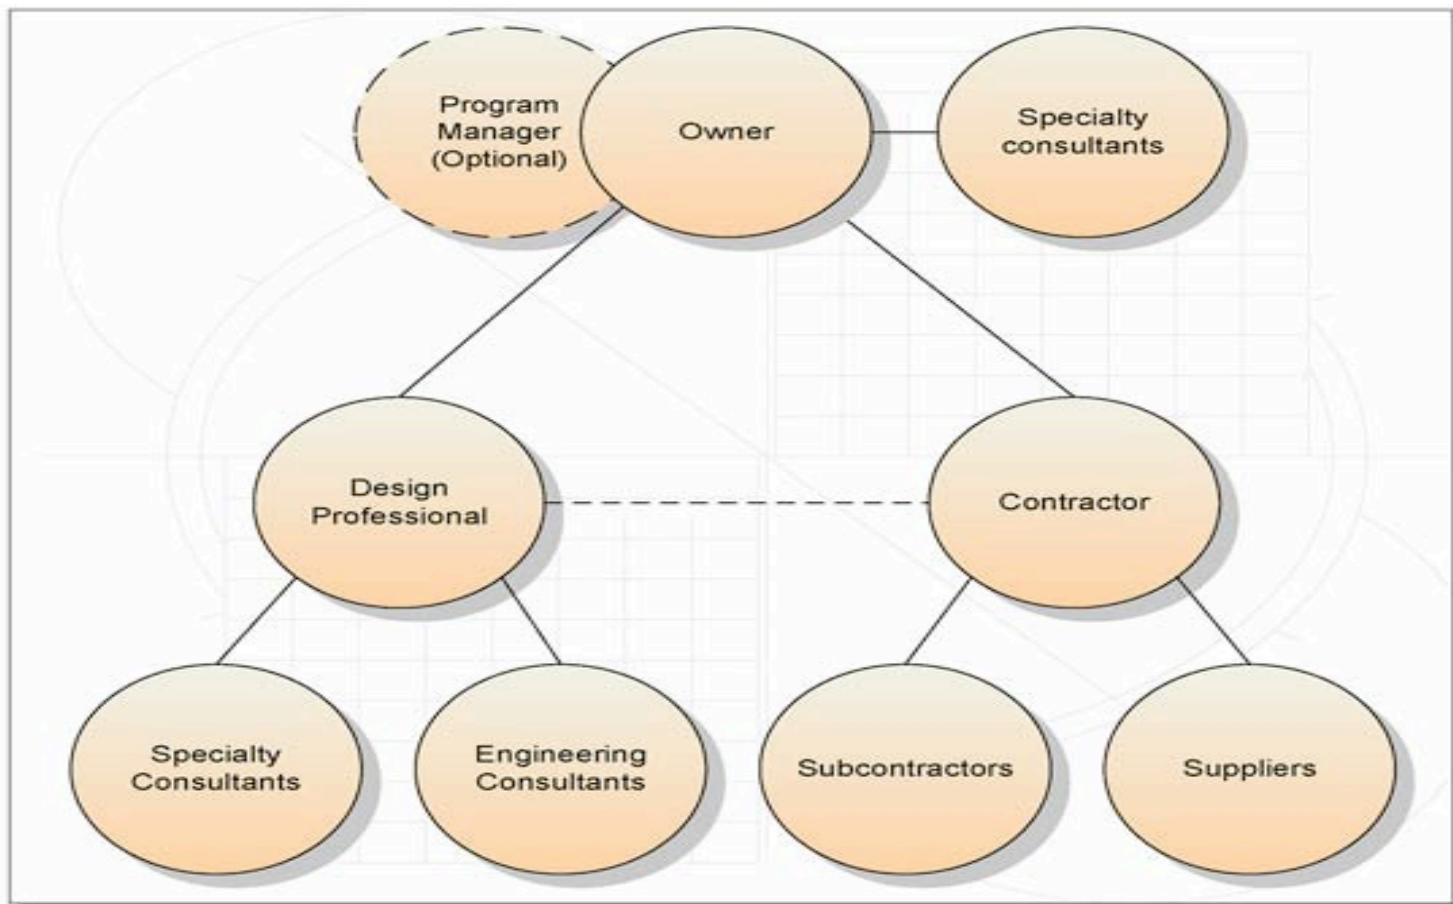 Program
Manager
(Optional)
Owner
Specialty
consultants
Design
Professional
Contractor
Specialty
Consultants
Engineering
Consultants
Subcontractors
Suppliers